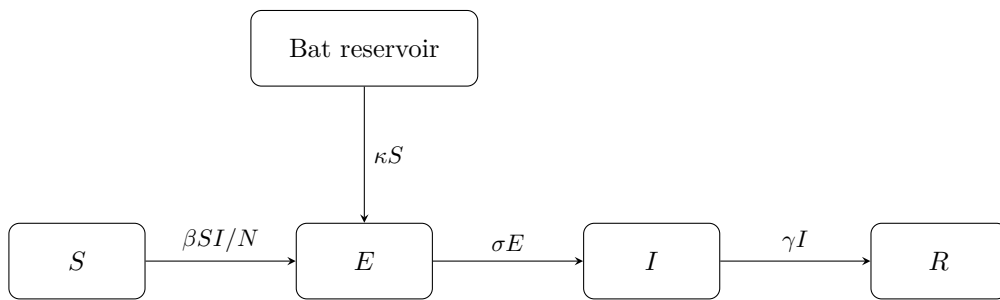 Bat reservoir
κS
S
βSI/N
E
σE
I
γI
R